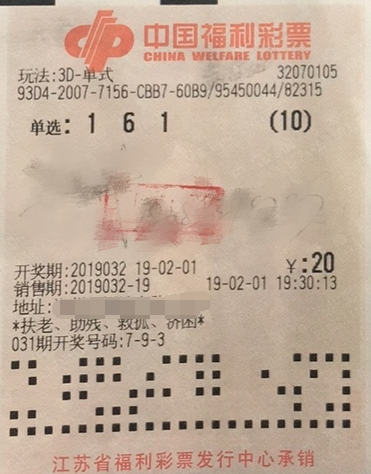 中国福利彩票
CHINA WELFARE LOTTERY
玩法:3D-单式 32070105
93D4-2007-7156-CBB7-60B9/95450044/82315
单选: 1 6 1 (10)
开奖期:2019032 19-02-01 ￥:20
销售期:2019032-19 19-02-01 19:30:13
地址:
*扶老、助残、救孤、济困*
031期开奖号码:7-9-3
江苏省福利彩票发行中心承销